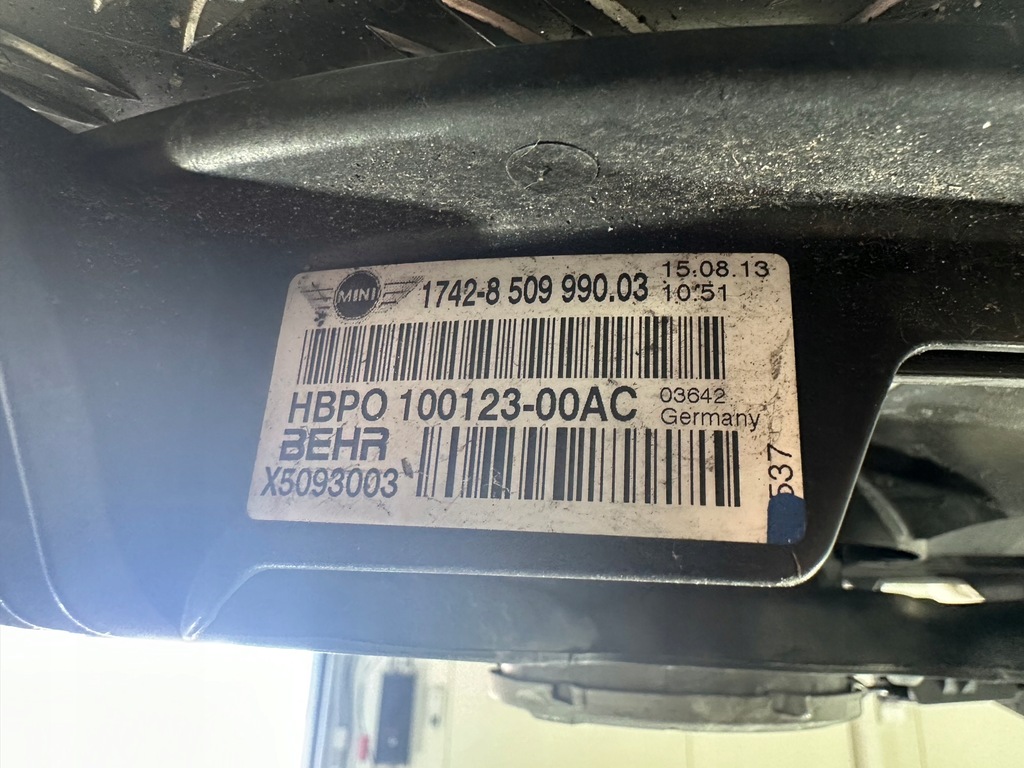 MINI 1742-8 509 990.03 15.08.13
10:51
HBPO 100123-00AC 03642
Germany
BEHR
X5093003
537